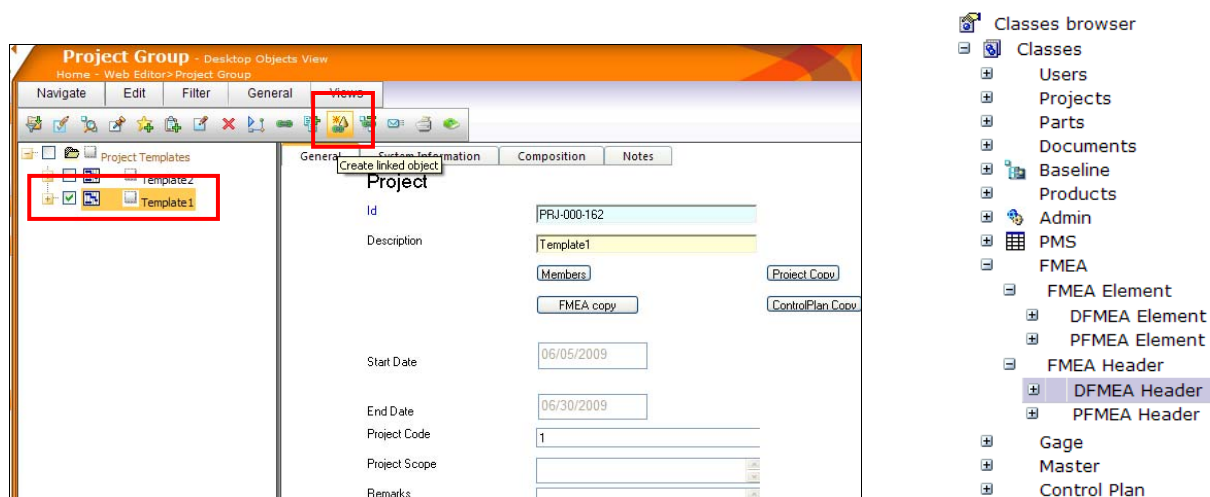 Project Group - Desktop Objects View
Home - Web Editor>Project Group
Navigate Edit Filter General Views
Project Templates
Template2
Template1
General System Information Composition Notes
Create linked object
Project
Id PRJ-000-162
Description Template1
Members Project Copy
FMEA copy ControlPlan Copy
Start Date 06/05/2009
End Date 06/30/2009
Project Code 1
Project Scope
Remarks
Classes browser
Classes
Users
Projects
Parts
Documents
Baseline
Products
Admin
PMS
FMEA
FMEA Element
DFMEA Element
PFMEA Element
FMEA Header
DFMEA Header
PFMEA Header
Gage
Master
Control Plan